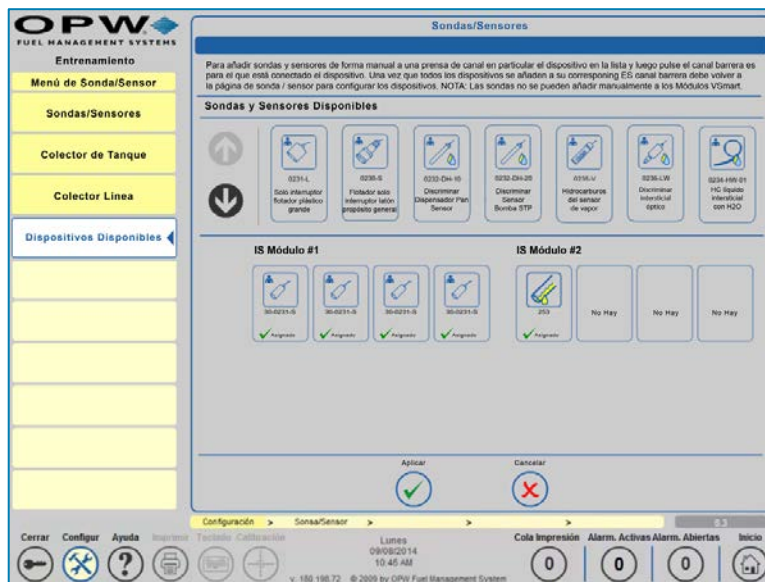 OPW
FUEL MANAGEMENT SYSTEMS
Entrenamiento
Menú de Sonda/Sensor
Sondas/Sensores
Colector de Tanque
Colector Linea
Dispositivos Disponibles
Sondas/Sensores
Para añadir sondas y sensores de forma manual a una prensa de canal en particular el dispositivo en la lista y luego pulse el canal barrera es
para el que está conectado el dispositivo. Una vez que todos los dispositivos se añaden a su corresponing ES canal barrera debe volver a
la página de sonda / sensor para configurar los dispositivos. NOTA: Las sondas no se pueden añadir manualmente a los Módulos VSmart.
Sondas y Sensores Disponibles
0231-L
Solo interruptor
flotador plástico
grande
0230-S
Flotador solo
interruptor latón
propósito general
0232-DH-10
Discriminar
Dispensador Pan
Sensor
0232-DH-20
Discriminar
Sensor
Bomba STP
Hidrocarburos
del sensor
de vapor
0236-LW
Discriminar
intersticial
óptico
0234-HW-01
HC líquido
intersticial
con H2O
IS Módulo #1
30-0231-S
Asignado
30-0231-S
Asignado
30-0231-S
Asignado
30-0231-S
Asignado
IS Módulo #2
253
Asignado
No Hay
No Hay
No Hay
Aplicar
Cancelar
Configuración > Sonsa/Sensor > > >
5.3
Cerrar
Configur
Ayuda
Imprimir
Teclado
Calibración
Lunes
09/08/2014
10:46 AM
© 2009 by OPW Fuel Management System
Cola Impresión
0
Alarm. Activas
0
Alarm. Abiertas
0
Inicio